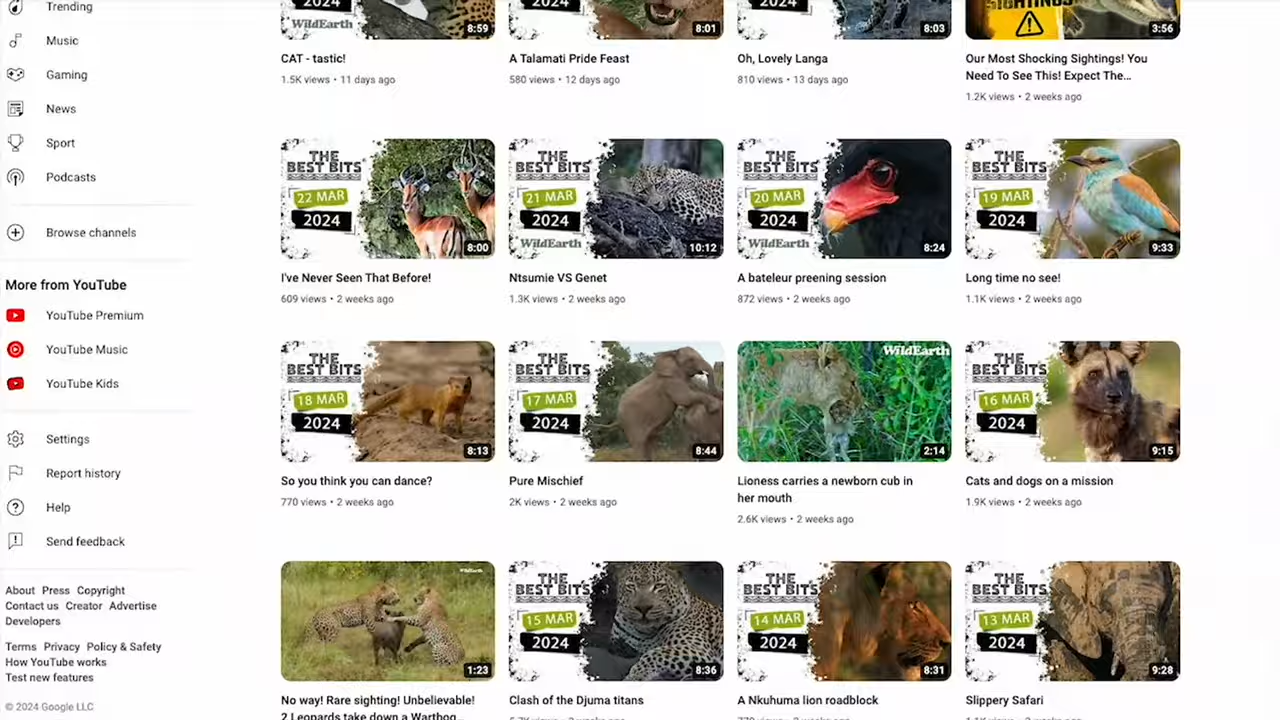 Trending
Music
Gaming
News
Sport
Podcasts
Browse channels
More from YouTube
YouTube Premium
YouTube Music
YouTube Kids
Settings
Report history
Help
Send feedback
About Press Copyright
Contact us Creator Advertise
Developers
Terms Privacy Policy & Safety
How YouTube works
Test new features
© 2024 Google LLC
2024
WildEarth
8:59
CAT - tastic!
1.5K views • 11 days ago
2024
8:01
A Talamati Pride Feast
580 views • 12 days ago
2024
8:03
Oh, Lovely Langa
810 views • 13 days ago
SIGHTINGS
3:56
Our Most Shocking Sightings! You
Need To See This! Expect The...
1.2K views • 2 weeks ago
THE
BEST BITS
22 MAR
2024
8:00
I've Never Seen That Before!
609 views • 2 weeks ago
THE
BEST BITS
21 MAR
2024
WildEarth
10:12
Ntsumie VS Genet
1.3K views • 2 weeks ago
THE
BEST BITS
20 MAR
2024
WildEarth
8:24
A bateleur preening session
872 views • 2 weeks ago
THE
BEST BITS
19 MAR
2024
9:33
Long time no see!
1.1K views • 2 weeks ago
THE
BEST BITS
18 MAR
2024
8:13
So you think you can dance?
770 views • 2 weeks ago
THE
BEST BITS
17 MAR
2024
8:44
Pure Mischief
2K views • 2 weeks ago
WildEarth
2:14
Lioness carries a newborn cub in
her mouth
2.6K views • 2 weeks ago
THE
BEST BITS
16 MAR
2024
9:15
Cats and dogs on a mission
1.9K views • 2 weeks ago
WildEarth
1:23
No way! Rare sighting! Unbelievable!
2 Leopards take down a Warthog...
THE
BEST BITS
15 MAR
2024
8:36
Clash of the Djuma titans
THE
BEST BITS
14 MAR
2024
8:31
A Nkuhuma lion roadblock
THE
BEST BITS
13 MAR
2024
9:28
Slippery Safari